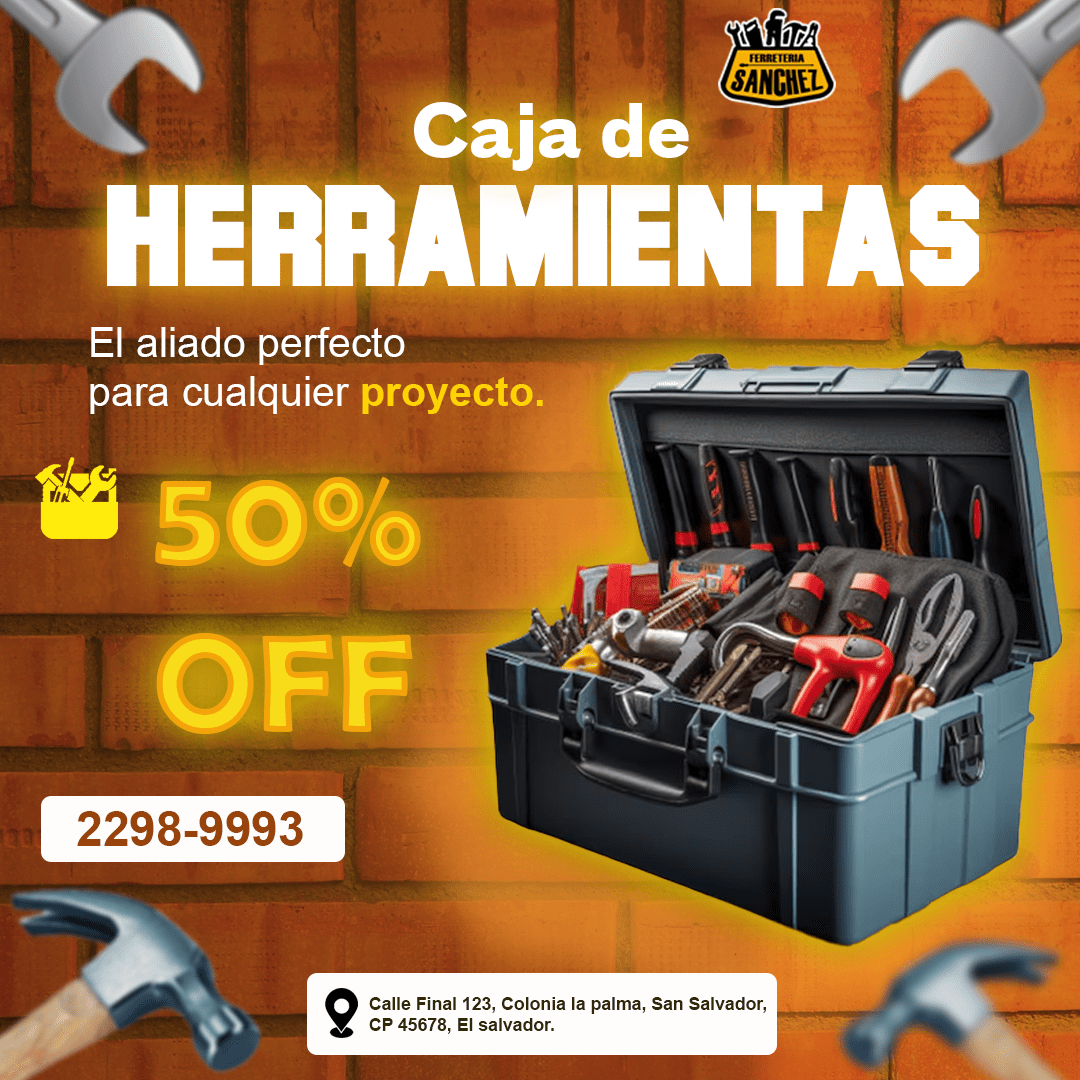 FERRETERIA
SANCHEZ
Caja de
HERRAMIENTAS
El aliado perfecto
para cualquier proyecto.
50%
OFF
2298-9993
Calle Final 123, Colonia la palma, San Salvador,
CP 45678, El salvador.